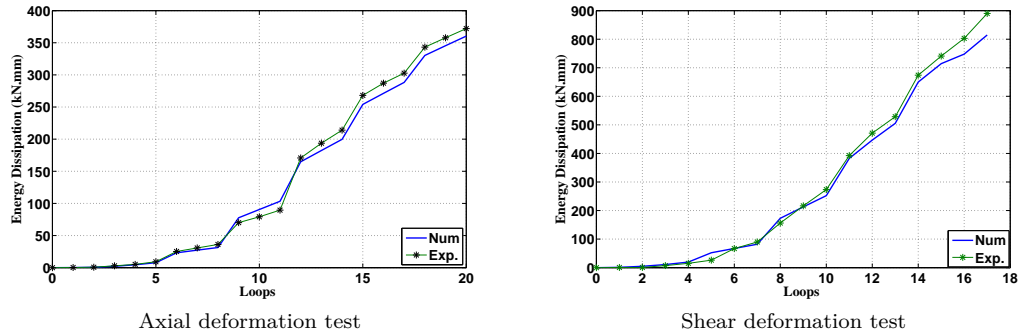 400
350
300
250
200
150
100
50
0
Energy Dissipation (kN.mm)
0 5 10 15 20
Loops
Num
Exp.
Axial deformation test
900
800
700
600
500
400
300
200
100
0
Energy Dissipation (kN.mm)
0 2 4 6 8 10 12 14 16 18
Loops
Num
Exp.
Shear deformation test